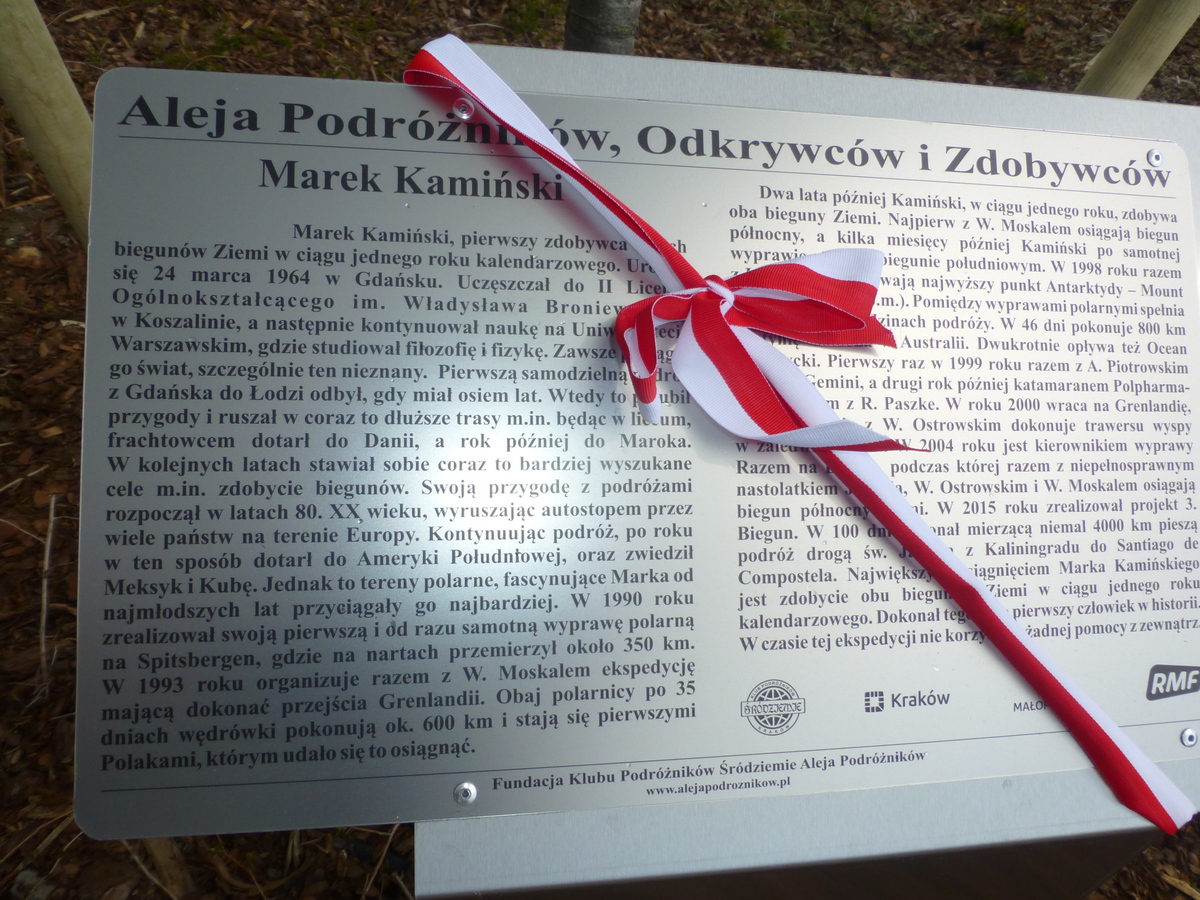 Aleja Podróżników, Odkrywców i Zdobywców
Marek Kamiński
Marek Kamiński, pierwszy zdobywca
biegunów Ziemi w ciągu jednego roku kalendarzowego.
się 24 marca 1964 w Gdańsku. Uczęszczał do II
Ogólnokształcącego im. Władysława
w Koszalinie, a następnie kontynuował naukę na
Warszawskim, gdzie studiował filozofię i fizykę. Zawsze
go świat, szczególnie ten nieznany. Pierwszą samodzielną
z Gdańska do Łodzi odbył, gdy miał osiem lat. Wtedy to
przygody i ruszał w coraz to dłuższe trasy m.in. będąc w liceum,
frachtowcem dotarł do Danii, a rok później do Maroka.
W kolejnych latach stawiał sobie coraz to bardziej wyszukane
cele m.in. zdobycie biegunów. Swoją przygodę z podróżami
rozpoczął w latach 80. XX wieku, wyruszając autostopem przez
wiele państw na terenie Europy. Kontynuując podróż, po roku
w ten sposób dotarł do Ameryki Południowej, oraz zwiedził
Meksyk i Kubę. Jednak to tereny polarne, fascynujące Marka od
najmłodszych lat przyciągały go najbardziej. W 1990 roku
zrealizował swoją pierwszą i od razu samotną wyprawę polarną
na Spitsbergen, gdzie na nartach przemierzył około 350 km.
W 1993 roku organizuje razem z W. Moskalem ekspedycję
mającą dokonać przejścia Grenlandii. Obaj polarnicy po 35
dniach wędrówki pokonują ok. 600 km i stają się pierwszymi
Polakami, którym udało się to osiągnąć.
Dwa lata później Kamiński, w ciągu jednego roku, zdobywa
oba bieguny Ziemi. Najpierw z W. Moskalem osiągają biegun
północny, a kilka miesięcy później Kamiński po samotnej
biegunie południowym. W 1998 roku razem
najwyższy punkt Antarktydy – Mount
Pomiędzy wyprawami polarnymi spełnia
podróży. W 46 dni pokonuje 800 km
Australii. Dwukrotnie opływa też Ocean
Pierwszy raz w 1999 roku razem z A. Piotrowskim
Gemini, a drugi rok później katamaranem Polpharma-
z R. Paszke. W roku 2000 wraca na Grenlandię,
z W. Ostrowskim dokonuje trawersu wyspy
2004 roku jest kierownikiem wyprawy
Razem na podczas której razem z niepełnosprawnym
nastolatkiem W. Ostrowskim i W. Moskalem osiągają
biegun W 2015 roku zrealizował projekt 3.
Biegun. W 100 mierzącą niemal 4000 km pieszą
podróż drogą św. z Kaliningradu do Santiago de
Compostela. Marka Kamińskiego
jest zdobycie obu Ziemi w ciągu jednego roku
kalendarzowego. Dokonał pierwszy człowiek w historii.
W czasie tej ekspedycji nie żadnej pomocy z zewnątrz.
ŚRÓDZIEMIE
Kraków
RMF
Fundacja Klubu Podróżników Śródziemie Aleja Podróżników
www.alejapodroznikow.pl